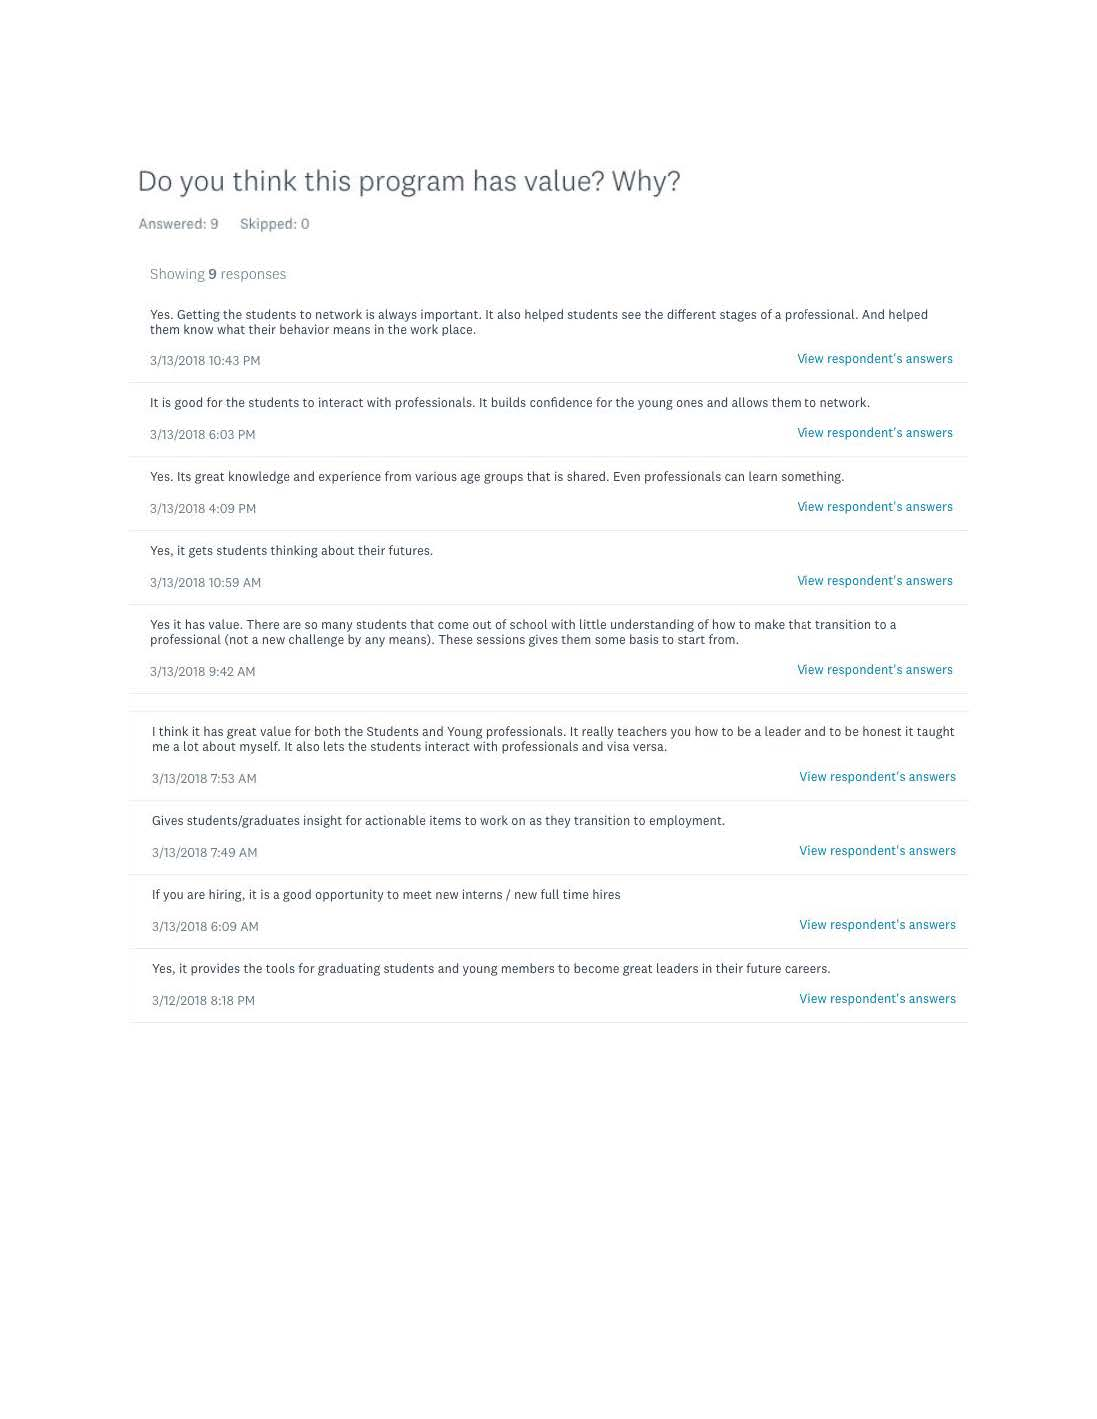 Do you think this program has value? Why?
Answered: 9 Skipped: 0
Showing 9 responses
Yes. Getting the students to network is always important. It also helped students see the different stages of a professional. And helped
them know what their behavior means in the work place.
3/13/2018 10:43 PM View respondent's answers
It is good for the students to interact with professionals. It builds confidence for the young ones and allows them to network.
3/13/2018 6:03 PM View respondent's answers
Yes. Its great knowledge and experience from various age groups that is shared. Even professionals can learn something.
3/13/2018 4:09 PM View respondent's answers
Yes, it gets students thinking about their futures.
3/13/2018 10:59 AM View respondent's answers
Yes it has value. There are so many students that come out of school with little understanding of how to make that transition to a
professional (not a new challenge by any means). These sessions gives them some basis to start from.
3/13/2018 9:42 AM View respondent's answers
I think it has great value for both the Students and Young professionals. It really teachers you how to be a leader and to be honest it taught
me a lot about myself. It also lets the students interact with professionals and visa versa.
3/13/2018 7:53 AM View respondent's answers
Gives students/graduates insight for actionable items to work on as they transition to employment.
3/13/2018 7:49 AM View respondent's answers
If you are hiring, it is a good opportunity to meet new interns / new full time hires
3/13/2018 6:09 AM View respondent's answers
Yes, it provides the tools for graduating students and young members to become great leaders in their future careers.
3/12/2018 8:18 PM View respondent's answers